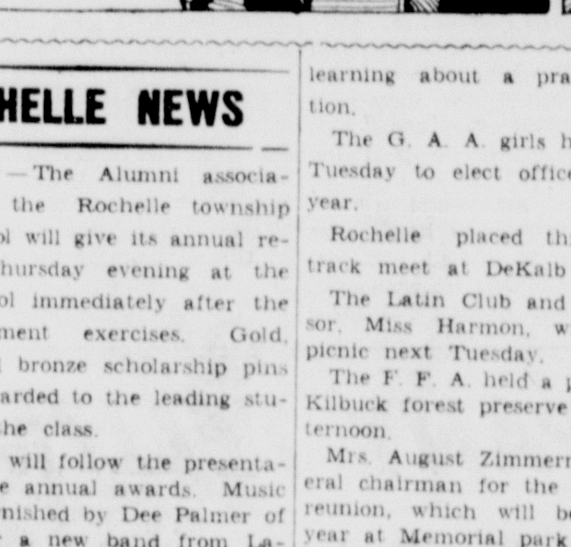 HELLE NEWS
—The Alumni associa-
the Rochelle township
ol will give its annual re-
hursday evening at the
ol immediately after the
ment exercises. Gold,
bronze scholarship pins
arded to the leading stu-
he class.
will follow the presenta-
e annual awards. Music
nished by Dee Palmer of
a new band from La-
learning about a pra
tion.
The G. A. A. girls h
Tuesday to elect office
year.
Rochelle placed th
track meet at DeKalb
The Latin Club and
sor, Miss Harmon, w
picnic next Tuesday.
The F. F. A. held a p
Kilbuck forest preserve
ternoon.
Mrs. August Zimmerm
eral chairman for the
reunion, which will b
year at Memorial park